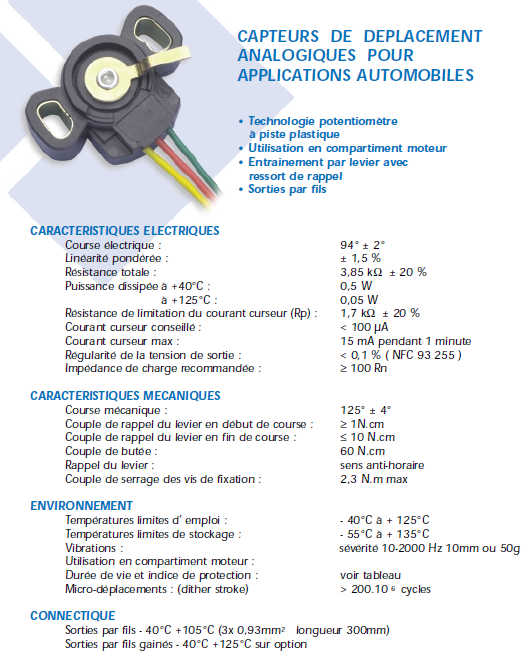 CAPTEURS DE DEPLACEMENT
ANALOGIQUES POUR
APPLICATIONS AUTOMOBILES
• Technologie potentiomètre
à piste plastique
• Utilisation en compartiment moteur
• Entrainement par levier avec
ressort de rappel
• Sorties par fils
CARACTERISTIQUES ELECTRIQUES
Course électrique : 94° ± 2°
Linéarité pondérée : ± 1,5 %
Résistance totale : 3,85 kΩ ± 20 %
Puissance dissipée à +40°C : 0,5 W
à +125°C : 0,05 W
Résistance de limitation du courant curseur (Rp) : 1,7 kΩ ± 20 %
Courant curseur conseillé : < 100 µA
Courant curseur max : 15 mA pendant 1 minute
Régularité de la tension de sortie : < 0,1 % ( NFC 93 255 )
Impédance de charge recommandée : ≥ 100 Rn
CARACTERISTIQUES MECANIQUES
Course mécanique : 125° ± 4°
Couple de rappel du levier en début de course : ≥ 1N.cm
Couple de rappel du levier en fin de course : ≤ 10 N.cm
Couple de butée : 60 N.cm
Rappel du levier : sens anti-horaire
Couple de serrage des vis de fixation : 2,3 N.m max
ENVIRONNEMENT
Températures limites d' emploi : - 40°C à + 125°C
Températures limites de stockage : - 55°C à + 135°C
Vibrations : sévérité 10-2000 Hz 10mm ou 50g
Utilisation en compartiment moteur :
Durée de vie et indice de protection : voir tableau
Micro-déplacements : (dither stroke) > 200.10 ⁶ cycles
CONNECTIQUE
Sorties par fils - 40°C +105°C (3x 0,93mm² longueur 300mm)
Sorties par fils gainés - 40°C +125°C sur option